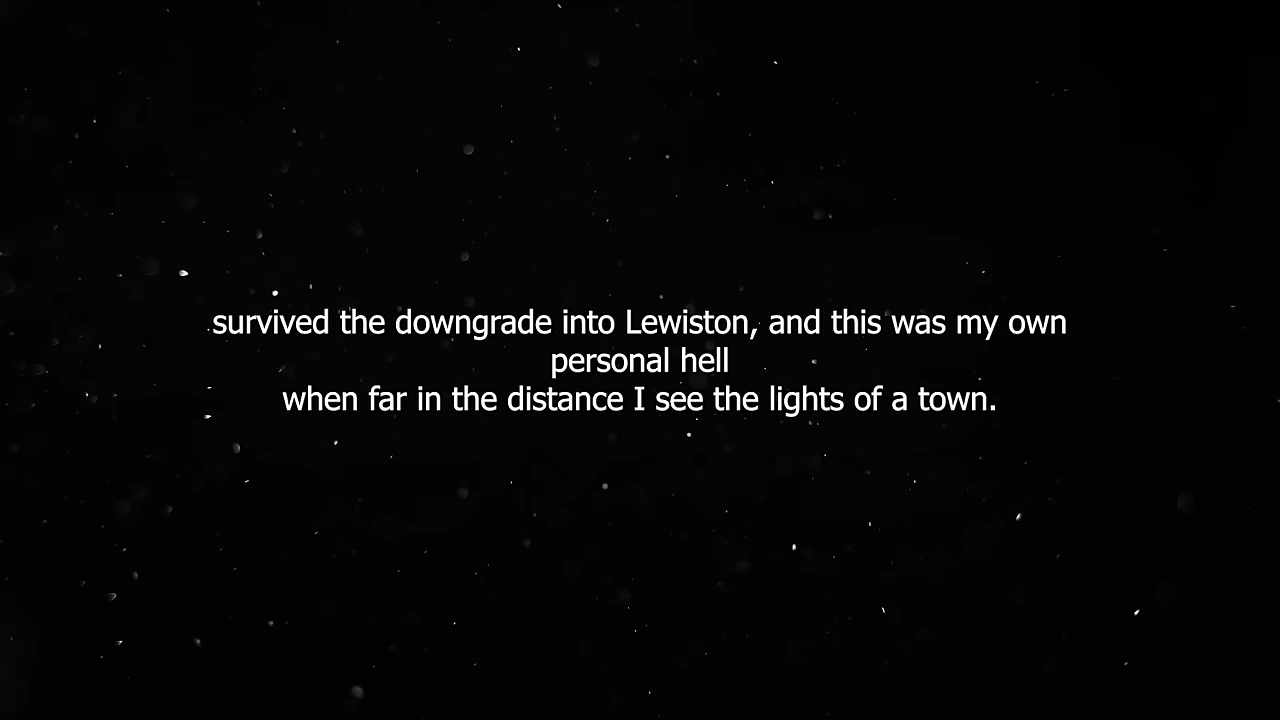 survived the downgrade into Lewiston, and this was my own
personal hell
when far in the distance I see the lights of a town.